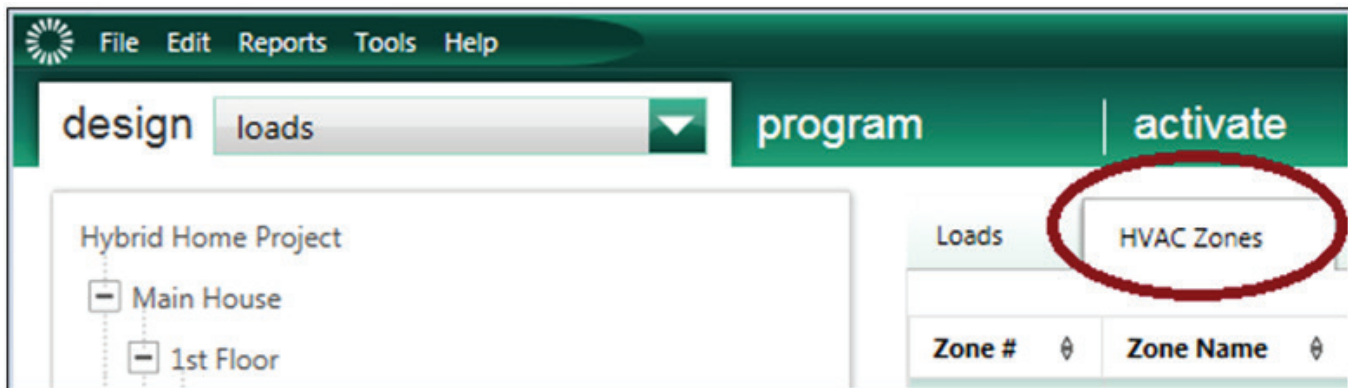 File Edit Reports Tools Help
design loads program activate
Hybrid Home Project
Main House
1st Floor
Loads HVAC Zones
Zone # Zone Name